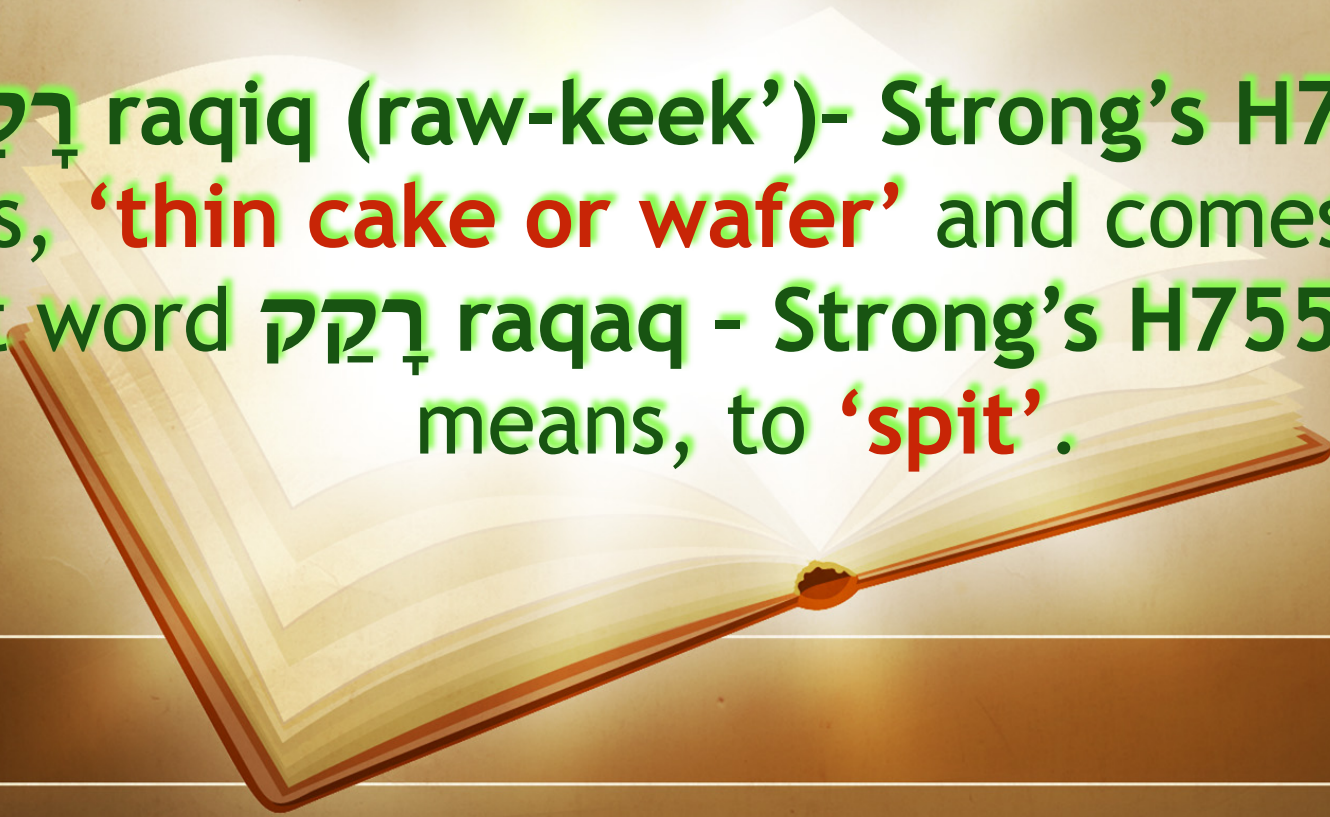 raqiq (raw-keek’)– Strong’s H7
‘thin cake or wafer’ and comes
word רָקַק raqaq – Strong’s H755
means, to ‘spit’.